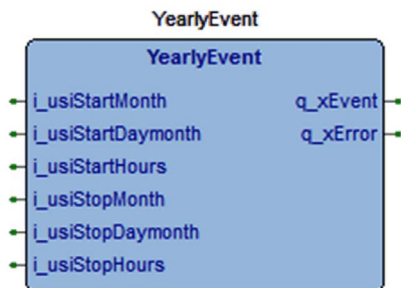 YearlyEvent
YearlyEvent
i_usiStartMonth q_xEvent
i_usiStartDaymonth q_xError
i_usiStartHours
i_usiStopMonth
i_usiStopDaymonth
i_usiStopHours